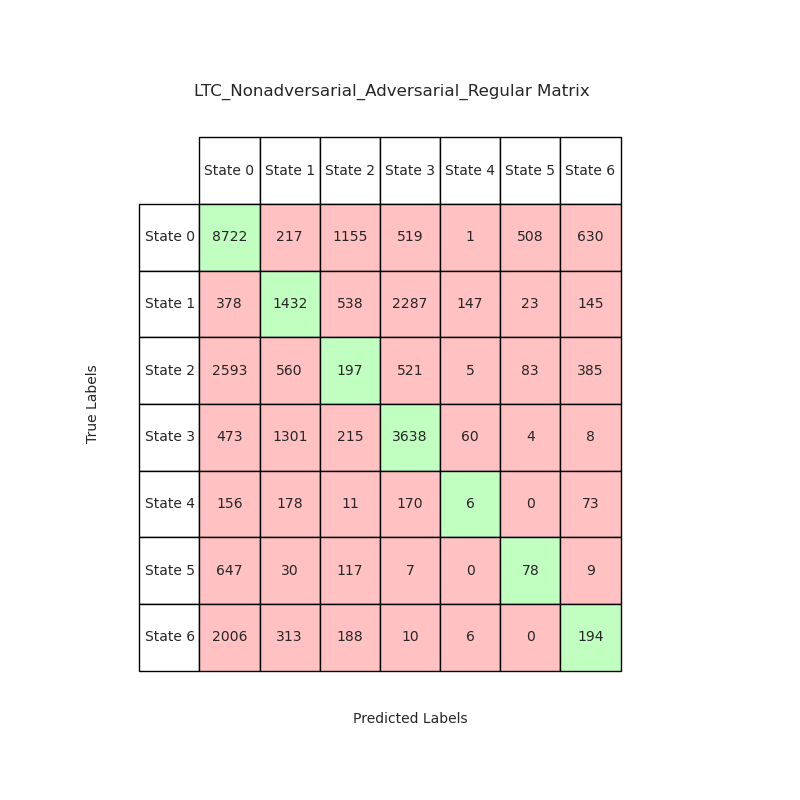 LTC_Nonadversarial_Adversarial_Regular Matrix
State 0 State 1 State 2 State 3 State 4 State 5 State 6
State 0 8722 217 1155 519 1 508 630
State 1 378 1432 538 2287 147 23 145
State 2 2593 560 197 521 5 83 385
True Labels
State 3 473 1301 215 3638 60 4 8
State 4 156 178 11 170 6 0 73
State 5 647 30 117 7 0 78 9
State 6 2006 313 188 10 6 0 194
Predicted Labels